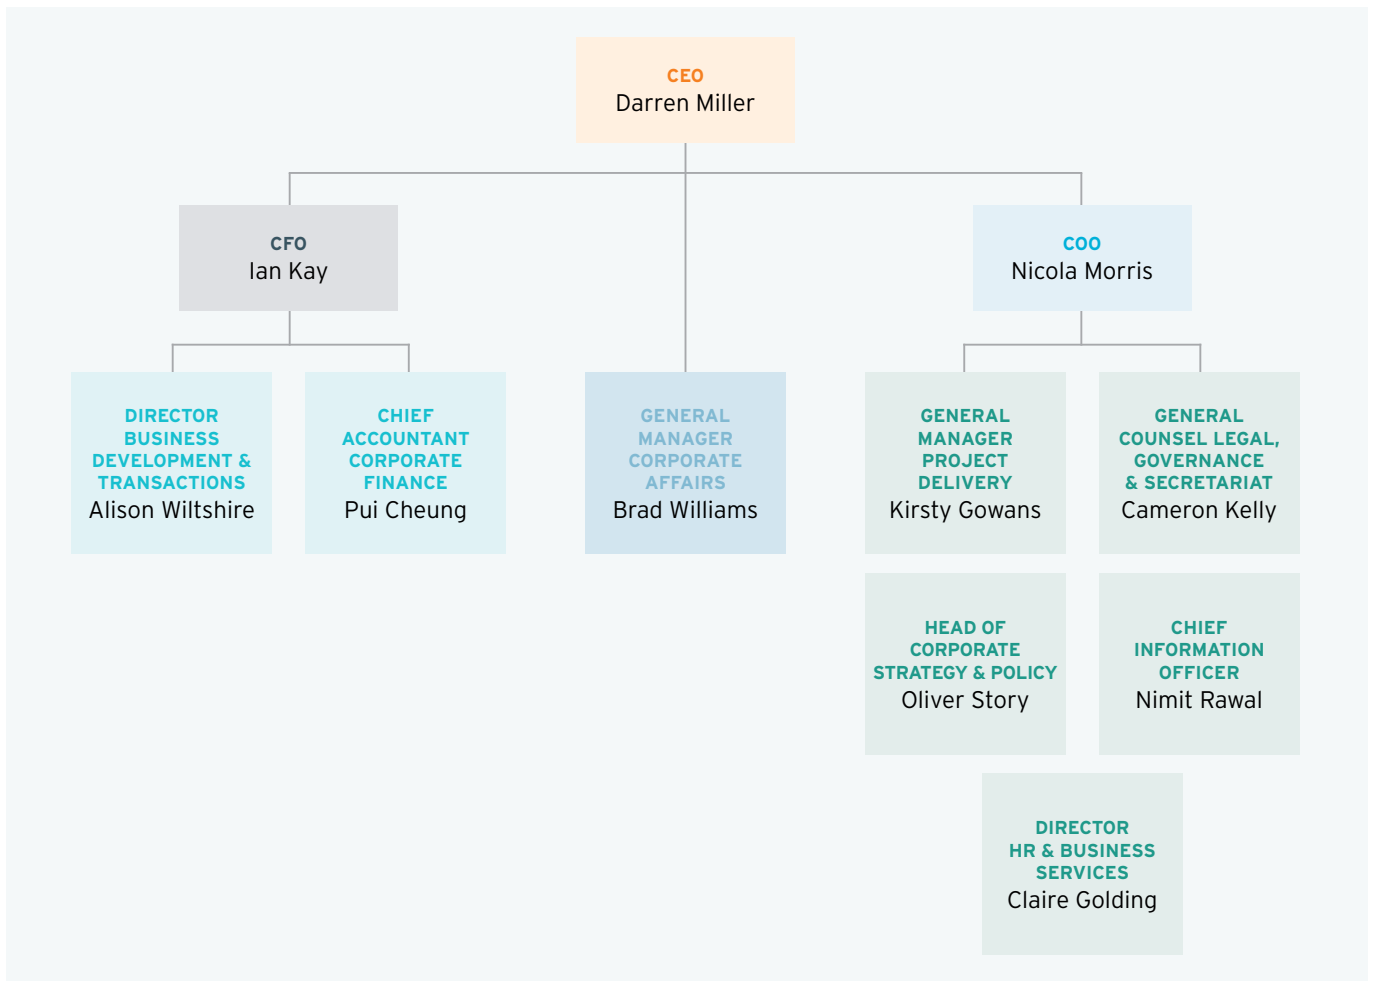 CEO
Darren Miller
CFO
Ian Kay
COO
Nicola Morris
DIRECTOR
BUSINESS
DEVELOPMENT &
TRANSACTIONS
Alison Wiltshire
CHIEF
ACCOUNTANT
CORPORATE
FINANCE
Pui Cheung
GENERAL
MANAGER
CORPORATE
AFFAIRS
Brad Williams
GENERAL
MANAGER
PROJECT
DELIVERY
Kirsty Gowans
GENERAL
COUNSEL LEGAL,
GOVERNANCE
& SECRETARIAT
Cameron Kelly
HEAD OF
CORPORATE
STRATEGY & POLICY
Oliver Story
CHIEF
INFORMATION
OFFICER
Nimit Rawal
DIRECTOR
HR & BUSINESS
SERVICES
Claire Golding